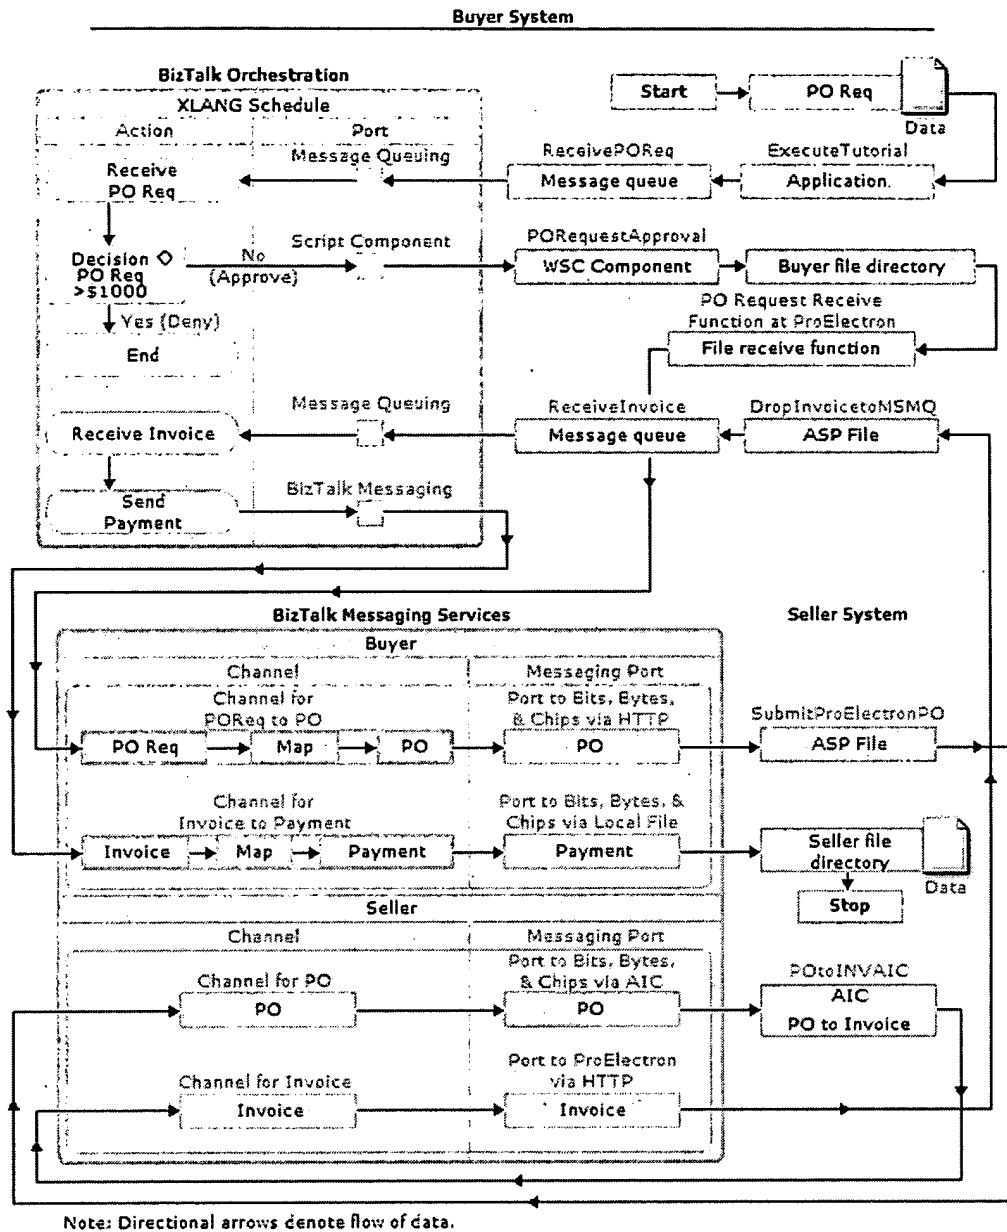 Buyer System
BizTalk Orchestration
XLANG Schedule
Action
Port
Start
PO Req
Data
Message Queuing
ReceivePOReq
ExecuteTutorial
Receive
PO Req
Message queue
Application.
Decision
PO Req
>$1000
No
(Approve)
Script Component
PORequestApproval
WSC Component
Buyer file directory
Yes (Deny)
End
PO Request Receive
Function at ProElectron
File receive function
Message Queuing
ReceiveInvoice
DropInvoicetoMSMQ
Receive Invoice
Message queue
ASP File
Send
Payment
BizTalk Messaging
BizTalk Messaging Services
Seller System
Buyer
Channel
Messaging Port
Channel for
POReq to PO
Port to Bits, Bytes,
& Chips via HTTP
SubmitProElectronPO
PO Req
Map
PO
PO
ASP File
Channel for
Invoice to Payment
Port to Bits, Bytes, &
Chips via Local File
Invoice
Map
Payment
Payment
Seller file
directory
Data
Stop
Seller
Channel
Messaging Port
Channel for PO
Port to Bits, Bytes,
& Chips via AIC
POtoINVAIC
PO
PO
AIC
PO to Invoice
Channel for Invoice
Port to ProElectron
via HTTP
Invoice
Invoice
Note: Directional arrows denote flow of data.